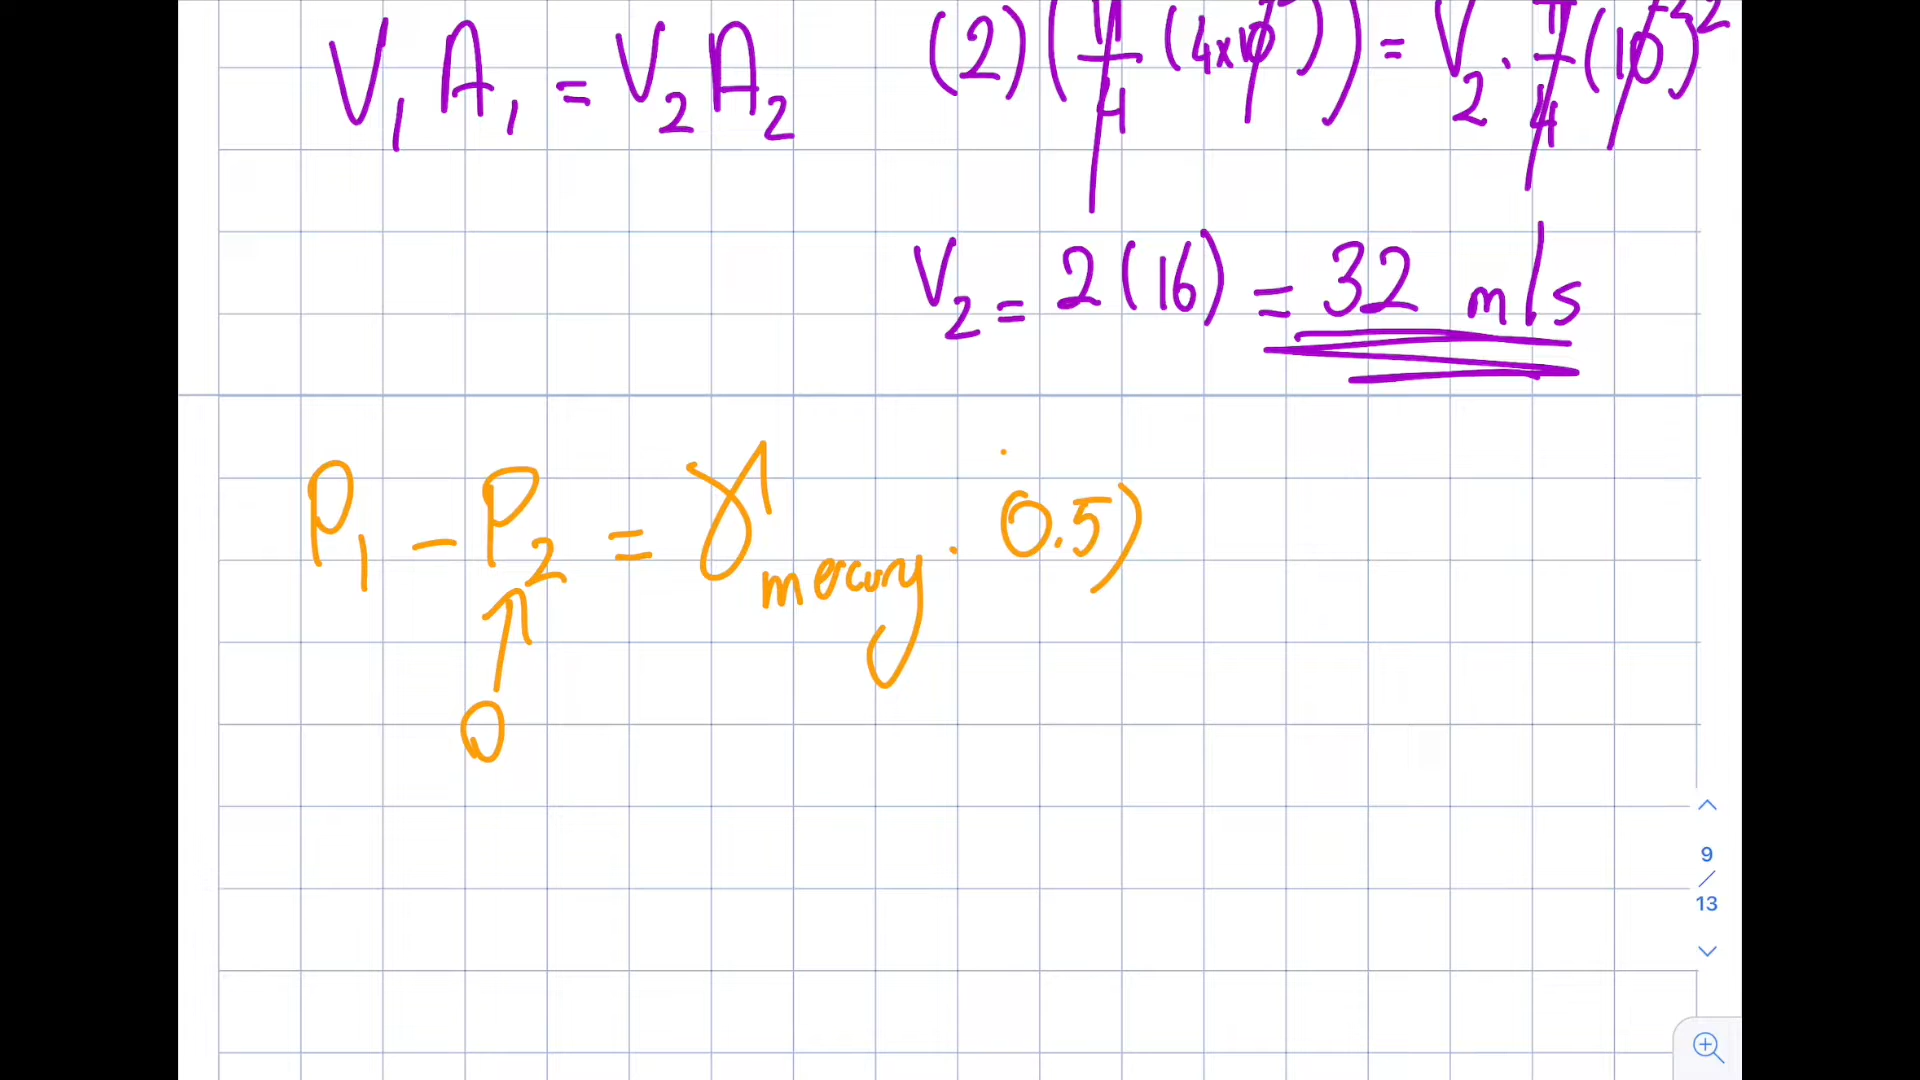 V₁A₁ = V₂A₂ (2)(π/4 (4×10⁻²)²) = V₂ · π/4 (10⁻²)²
V₂ = 2(16) = 32 m/s
P₁ - P₂ = γmercury · 0.5)
0
9
/
13